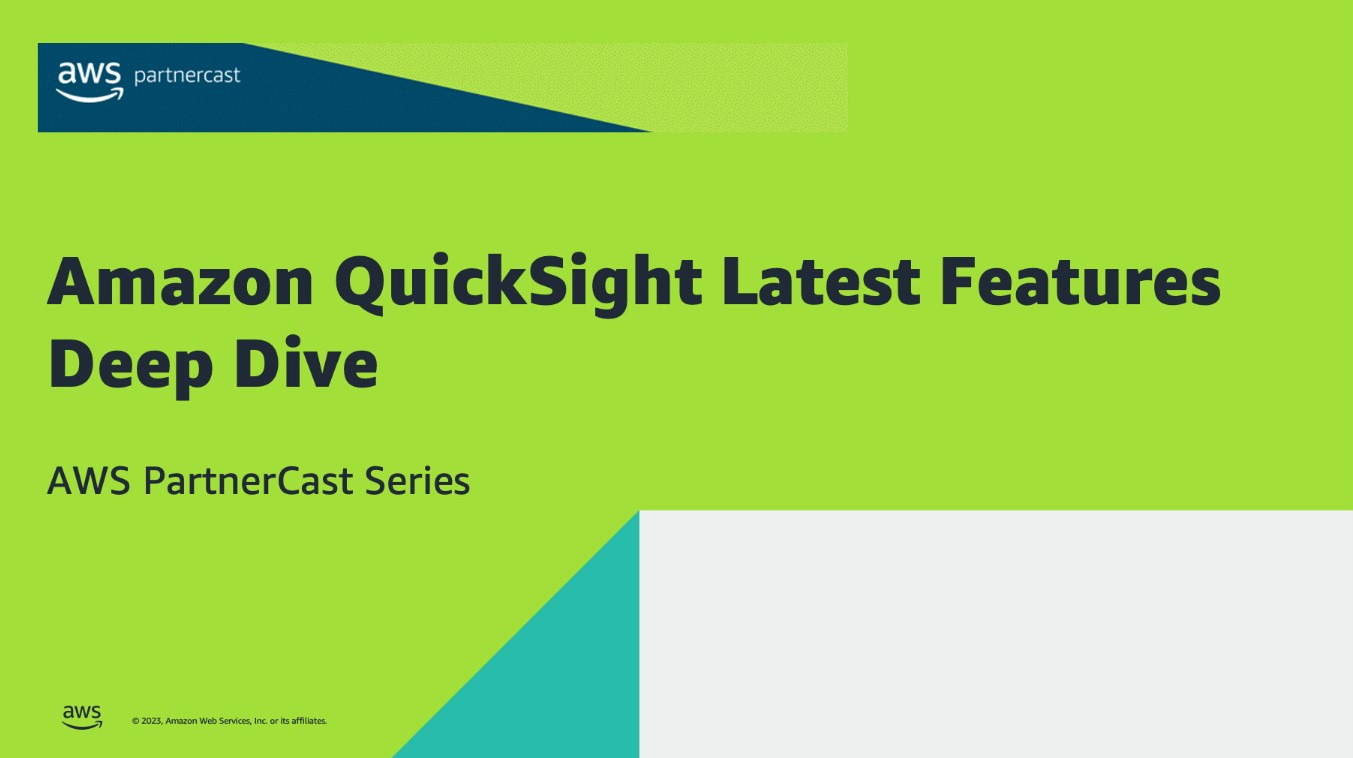 aws partnercast
Amazon QuickSight Latest Features
Deep Dive
AWS PartnerCast Series
aws
© 2023, Amazon Web Services, Inc. or its affiliates.